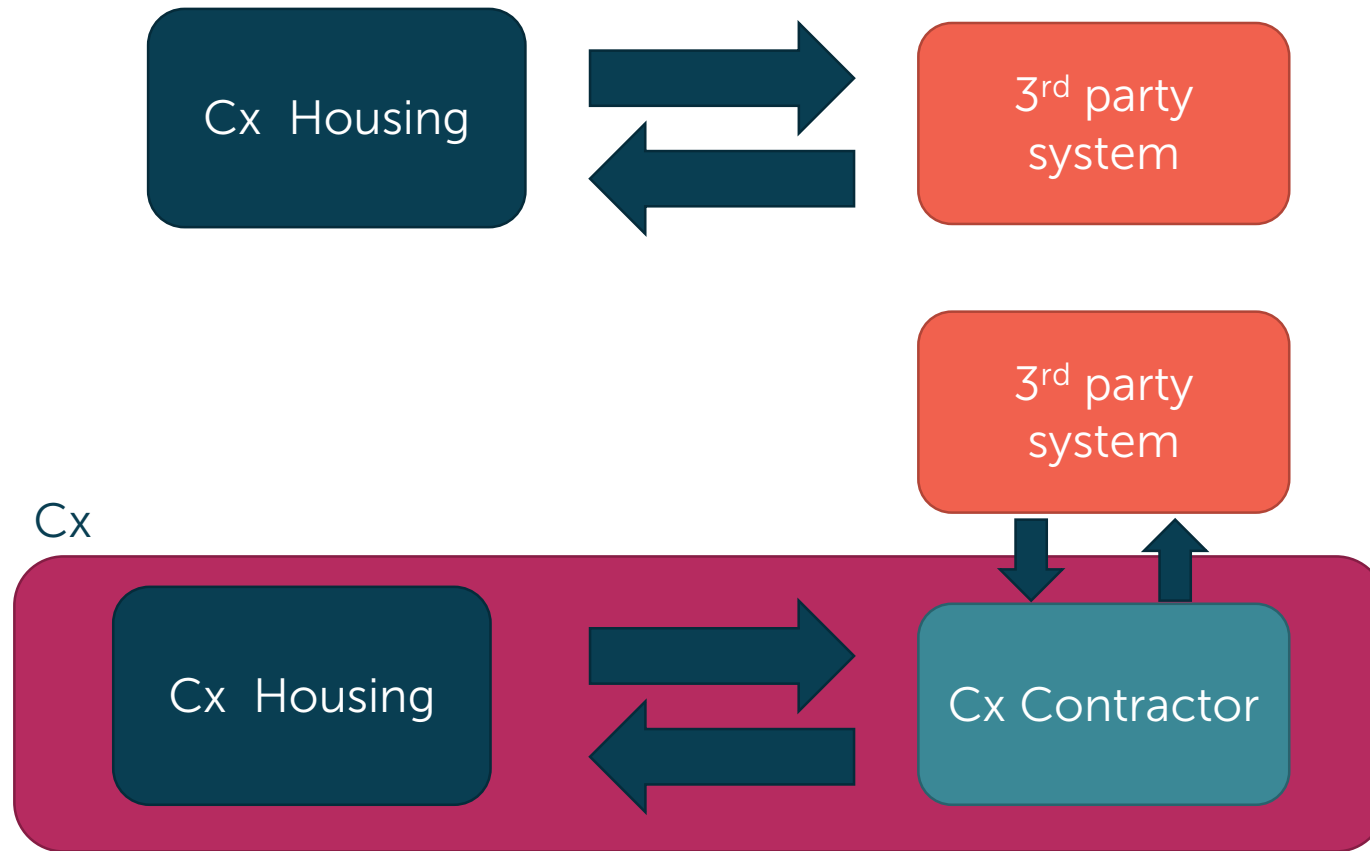 Cx Housing
3rd party
system
3rd party
system
Cx
Cx Housing
Cx Contractor